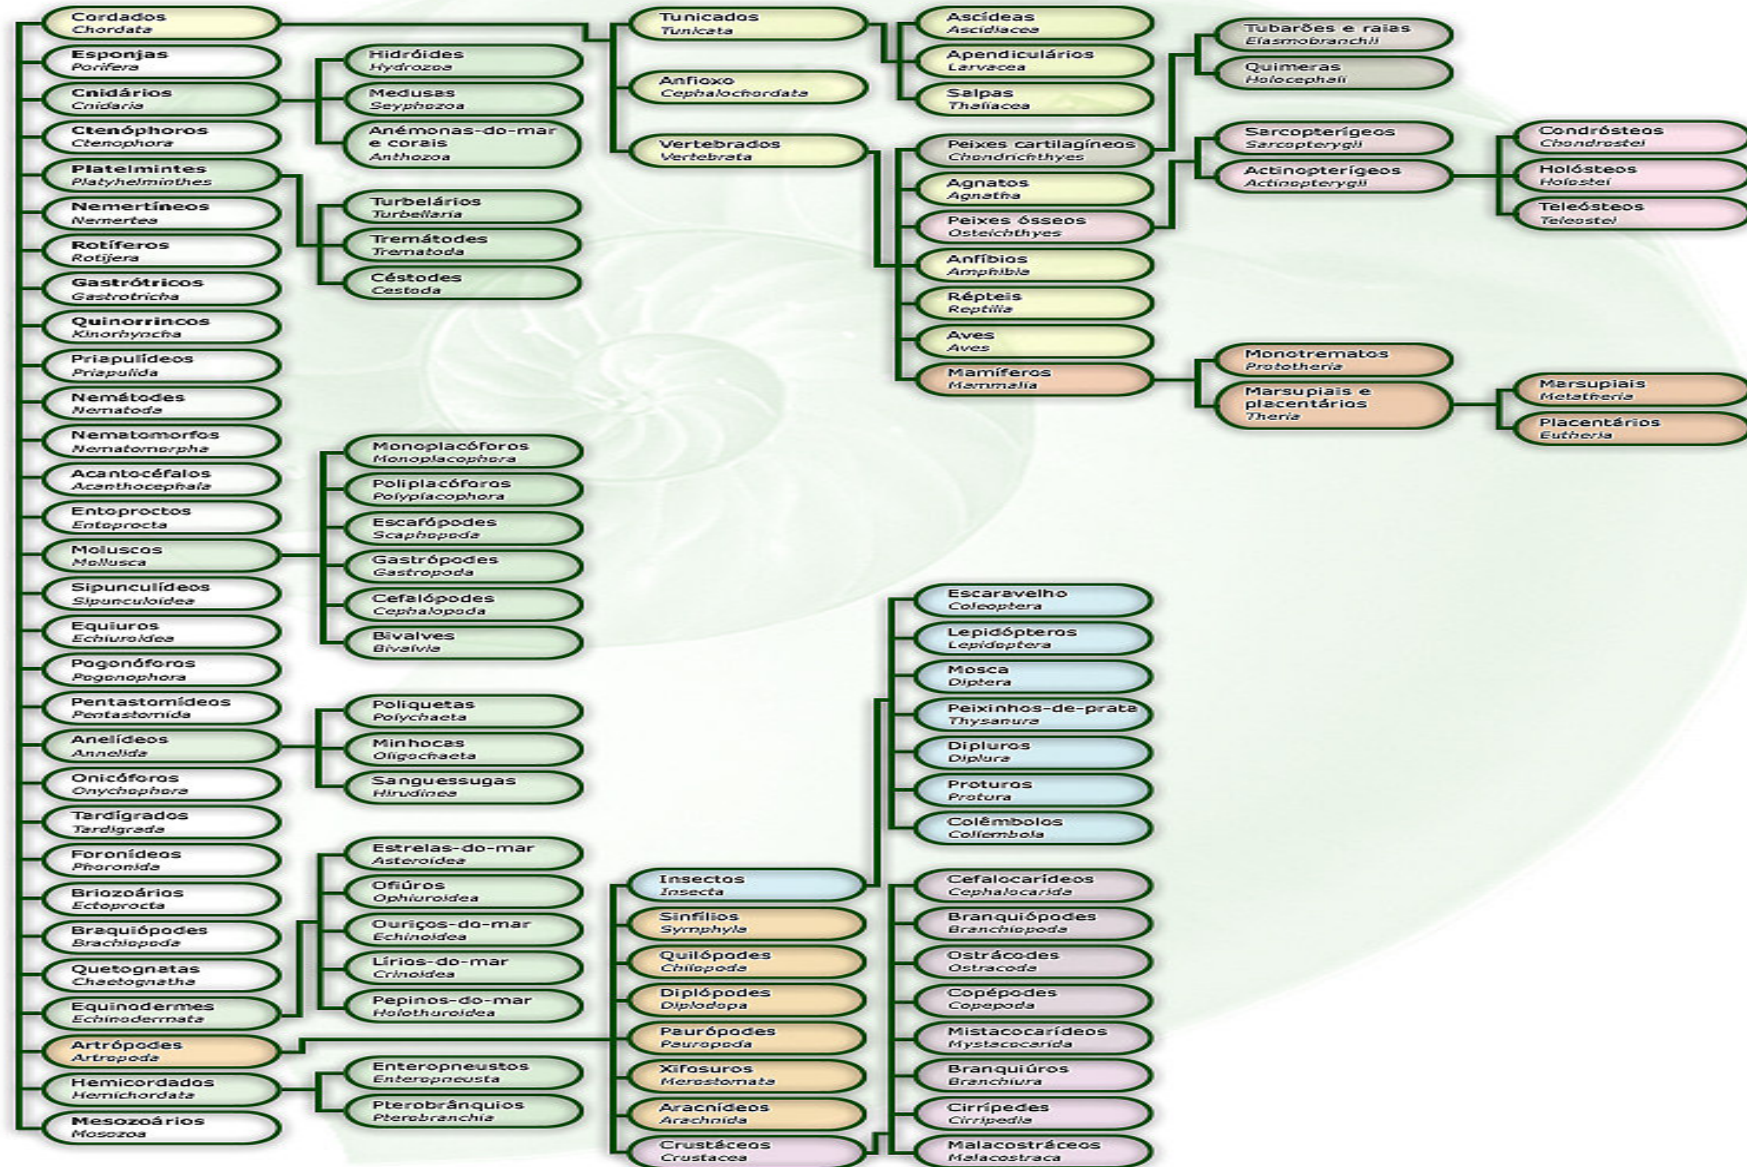 Cordados
Chordata
Esponjas
Porifera
Cnidários
Cnidaria
Ctenóphoros
Ctenophora
Platelmintes
Platyhelminthes
Nemertíneos
Nemertea
Rotíferos
Rotifera
Gastrótricos
Gastrotricha
Quinorrincos
Kinorhyncha
Priapulídeos
Priapulida
Nemátodes
Nematoda
Nematomorfos
Nematomorpha
Acantocéfalos
Acanthocephala
Entoproctos
Entoprocta
Moluscos
Mollusca
Sipunculídeos
Sipunculoidea
Equiuros
Echiuroidea
Pogonóforos
Pogonophora
Pentastomídeos
Pentastomida
Anelídeos
Annelida
Onicóforos
Onychophora
Tardígrados
Tardigrada
Foronídeos
Phoronida
Briozoários
Ectoprocta
Braquiópodes
Brachiopoda
Quetognatas
Chaetognatha
Equinodermes
Echinodermata
Artrópodes
Artropoda
Hemicordados
Hemichordata
Mesozoários
Mosozoa
Hidróides
Hydrozoa
Medusas
Seyphozoa
Anémonas-do-mar
e corais
Anthozoa
Turbelários
Turbellaria
Tremátodes
Trematoda
Céstodes
Cestoda
Monoplacóforos
Monoplacophora
Poliplacóforos
Polyplacophora
Escafópodes
Scaphopoda
Gastrópodes
Gastropoda
Cefalópodes
Cephalopoda
Bivalves
Bivalvia
Poliquetas
Polychaeta
Minhocas
Oligochaeta
Sanguessugas
Hirudinea
Estrelas-do-mar
Asteroidea
Ofiúros
Ophiuroidea
Ouriços-do-mar
Echinoidea
Lírios-do-mar
Crinoidea
Pepinos-do-mar
Holothuroidea
Enteropneustos
Enteropneusta
Pterobrânquios
Pterobranchia
Tunicados
Tunicata
Anfioxo
Cephalochordata
Vertebrados
Vertebrata
Ascídeas
Ascidiacea
Apendiculários
Larvacea
Salpas
Thaliacea
Peixes cartilagíneos
Chondrichthyes
Agnatos
Agnatha
Peixes ósseos
Osteichthyes
Anfíbios
Amphibia
Répteis
Reptilia
Aves
Aves
Mamíferos
Mammalia
Tubarões e raias
Elasmobranchii
Quimeras
Holocephali
Sarcopterígeos
Sarcopterygii
Actinopterígeos
Actinopterygii
Condrósteos
Chondrostei
Holósteos
Holostei
Teleósteos
Teleostei
Monotrematos
Prototheria
Marsupiais e
placentários
Theria
Marsupiais
Metatheria
Placentários
Eutheria
Insectos
Insecta
Sinfílios
Symphyla
Quilópodes
Chilopoda
Diplópodes
Diplodopa
Paurópodes
Pauropoda
Xifosuros
Merostomata
Aracnídeos
Arachnida
Crustáceos
Crustacea
Escaravelho
Coleoptera
Lepidópteros
Lepidoptera
Mosca
Diptera
Peixinhos-de-prata
Thysanura
Dipluros
Diplura
Proturos
Protura
Colêmbolos
Collembola
Cefalocarídeos
Cephalocarida
Branquiópodes
Branchiopoda
Ostrácodes
Ostracoda
Copépodes
Copepoda
Mistacocarídeos
Mystacocarida
Branquiúros
Branchiura
Cirrípedes
Cirripedia
Malacostráceos
Malacostraca